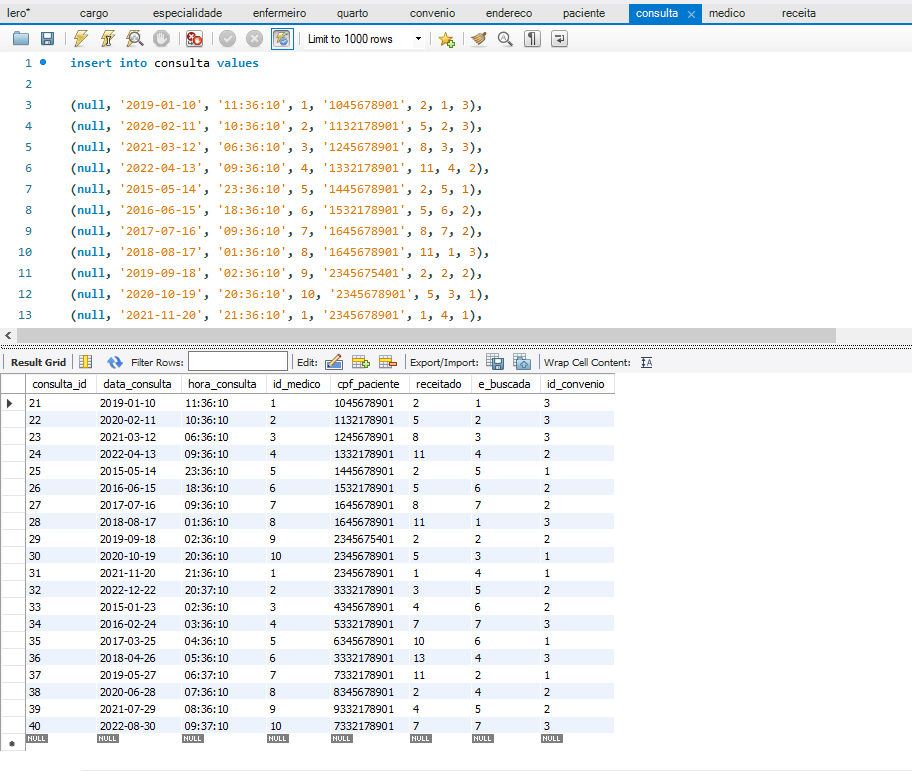 lero* cargo especialidade enfermeiro quarto convenio endereco paciente consulta medico receita
Limit to 1000 rows
1 insert into consulta values
2
3 (null, '2019-01-10', '11:36:10', 1, '1045678901', 2, 1, 3),
4 (null, '2020-02-11', '10:36:10', 2, '1132178901', 5, 2, 3),
5 (null, '2021-03-12', '06:36:10', 3, '1245678901', 8, 3, 3),
6 (null, '2022-04-13', '09:36:10', 4, '1332178901', 11, 4, 2),
7 (null, '2015-05-14', '23:36:10', 5, '1445678901', 2, 5, 1),
8 (null, '2016-06-15', '18:36:10', 6, '1532178901', 5, 6, 2),
9 (null, '2017-07-16', '09:36:10', 7, '1645678901', 8, 7, 2),
10 (null, '2018-08-17', '01:36:10', 8, '1645678901', 11, 1, 3),
11 (null, '2019-09-18', '02:36:10', 9, '2345675401', 2, 2, 2),
12 (null, '2020-10-19', '20:36:10', 10, '2345678901', 5, 3, 1),
13 (null, '2021-11-20', '21:36:10', 1, '2345678901', 1, 4, 1),
Result Grid Filter Rows: Edit: Export/Import: Wrap Cell Content:
consulta_id data_consulta hora_consulta id_medico cpf_paciente receitado e_buscada id_convenio
21 2019-01-10 11:36:10 1 1045678901 2 1 3
22 2020-02-11 10:36:10 2 1132178901 5 2 3
23 2021-03-12 06:36:10 3 1245678901 8 3 3
24 2022-04-13 09:36:10 4 1332178901 11 4 2
25 2015-05-14 23:36:10 5 1445678901 2 5 1
26 2016-06-15 18:36:10 6 1532178901 5 6 2
27 2017-07-16 09:36:10 7 1645678901 8 7 2
28 2018-08-17 01:36:10 8 1645678901 11 1 3
29 2019-09-18 02:36:10 9 2345675401 2 2 2
30 2020-10-19 20:36:10 10 2345678901 5 3 1
31 2021-11-20 21:36:10 1 2345678901 1 4 1
32 2022-12-22 20:37:10 2 3332178901 3 5 2
33 2015-01-23 02:36:10 3 4345678901 4 6 2
34 2016-02-24 03:36:10 4 5332178901 7 7 3
35 2017-03-25 04:36:10 5 6345678901 10 6 1
36 2018-04-26 05:36:10 6 3332178901 13 4 3
37 2019-05-27 06:37:10 7 7332178901 11 2 1
38 2020-06-28 07:36:10 8 8345678901 2 4 2
39 2021-07-29 08:36:10 9 9332178901 4 5 2
40 2022-08-30 09:37:10 10 7332178901 7 7 3
NULL NULL NULL NULL NULL NULL NULL NULL